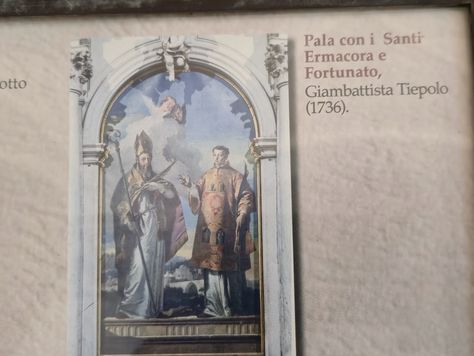 otto
Pala con i Santi
Ermacora e
Fortunato,
Giambattista Tiepolo
(1736).